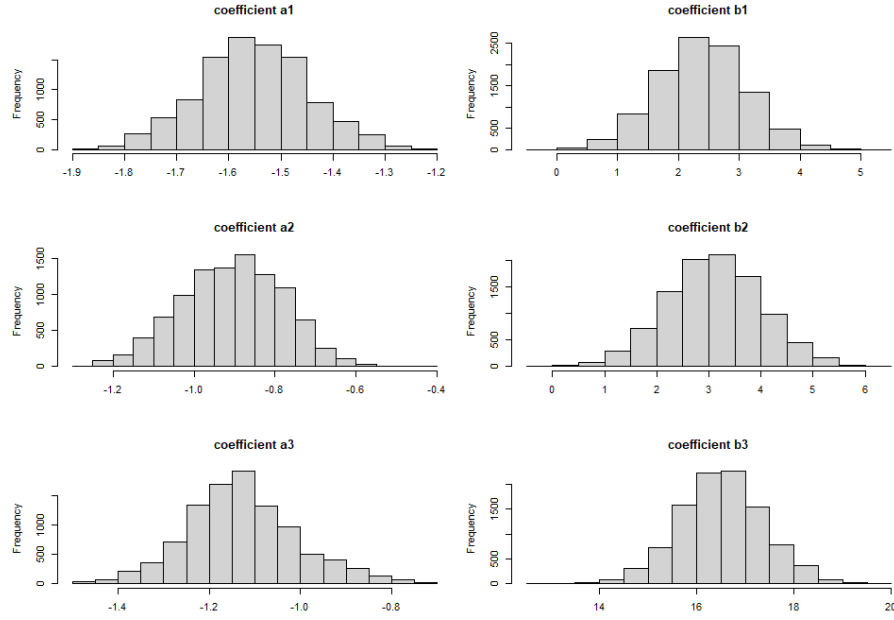 coefficient a1
Frequency
0 500 1000
-1.9 -1.8 -1.7 -1.6 -1.5 -1.4 -1.3 -1.2
coefficient b1
Frequency
0 500 1500 2500
0 1 2 3 4 5
coefficient a2
Frequency
0 500 1000 1500
-1.2 -1.0 -0.8 -0.6 -0.4
coefficient b2
Frequency
0 500 1500
0 1 2 3 4 5 6
coefficient a3
Frequency
0 500 1000
-1.4 -1.2 -1.0 -0.8
coefficient b3
Frequency
0 500 1500
14 16 18 20